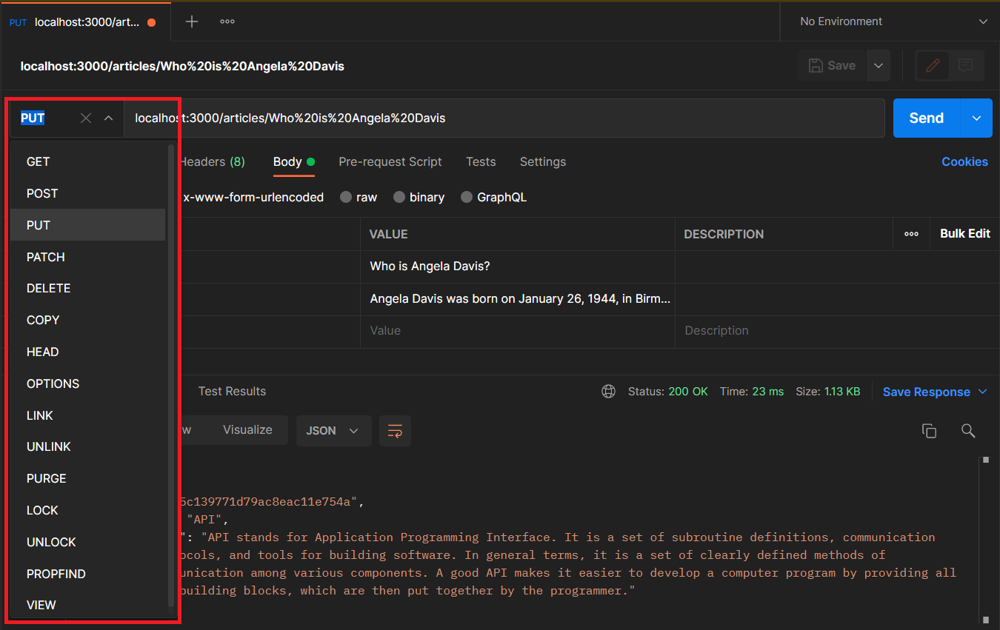 PUT localhost:3000/art...
No Environment
localhost:3000/articles/Who%20is%20Angela%20Davis
Save
PUT
localhost:3000/articles/Who%20is%20Angela%20Davis
Send
GET
POST
PUT
PATCH
DELETE
COPY
HEAD
OPTIONS
LINK
UNLINK
PURGE
LOCK
UNLOCK
PROPFIND
VIEW
Headers (8) Body Pre-request Script Tests Settings Cookies
x-www-form-urlencoded raw binary GraphQL
VALUE DESCRIPTION Bulk Edit
Who is Angela Davis?
Angela Davis was born on January 26, 1944, in Birm...
Value Description
Test Results Status: 200 OK Time: 23 ms Size: 1.13 KB Save Response
w Visualize JSON
5c139771d79ac8eac11e754a",
"API",
": "API stands for Application Programming Interface. It is a set of subroutine definitions, communication
ocols, and tools for building software. In general terms, it is a set of clearly defined methods of
unication among various components. A good API makes it easier to develop a computer program by providing all
building blocks, which are then put together by the programmer."